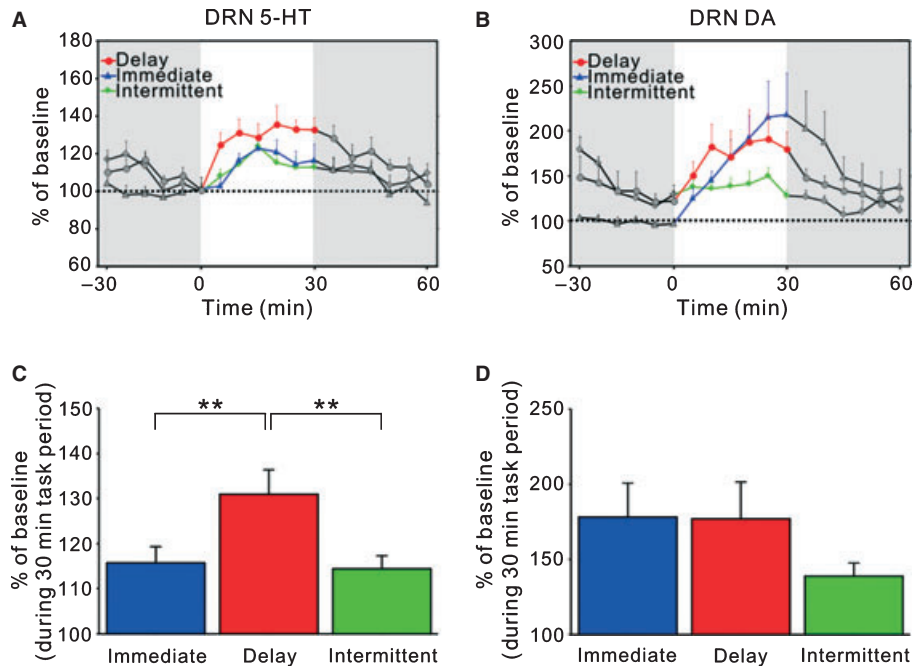 A
DRN 5-HT
180
160
140
120
100
80
60
% of baseline
Delay
Immediate
Intermittent
−30
0
30
60
Time (min)
B
DRN DA
300
250
200
150
100
50
% of baseline
Delay
Immediate
Intermittent
−30
0
30
60
Time (min)
C
150
140
130
120
116
100
% of baseline
(during 30 min task period)
**
**
Immediate
Delay
Intermittent
D
250
200
150
100
% of baseline
(during 30 min task period)
Immediate
Delay
Intermittent